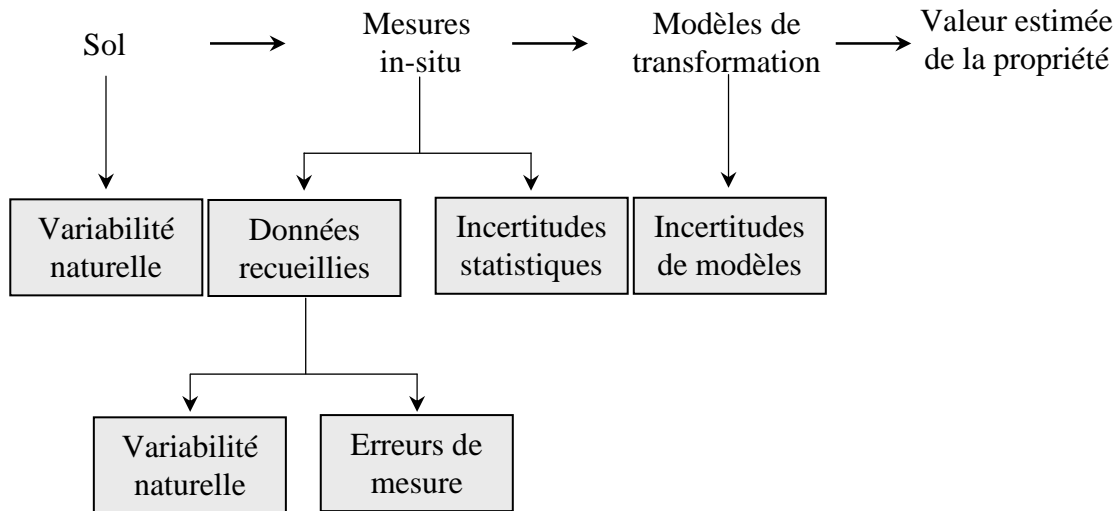 Sol
Mesures
in-situ
Modèles de
transformation
Valeur estimée
de la propriété
Variabilité
naturelle
Données
recueillies
Incertitudes
statistiques
Incertitudes
de modèles
Variabilité
naturelle
Erreurs de
mesure